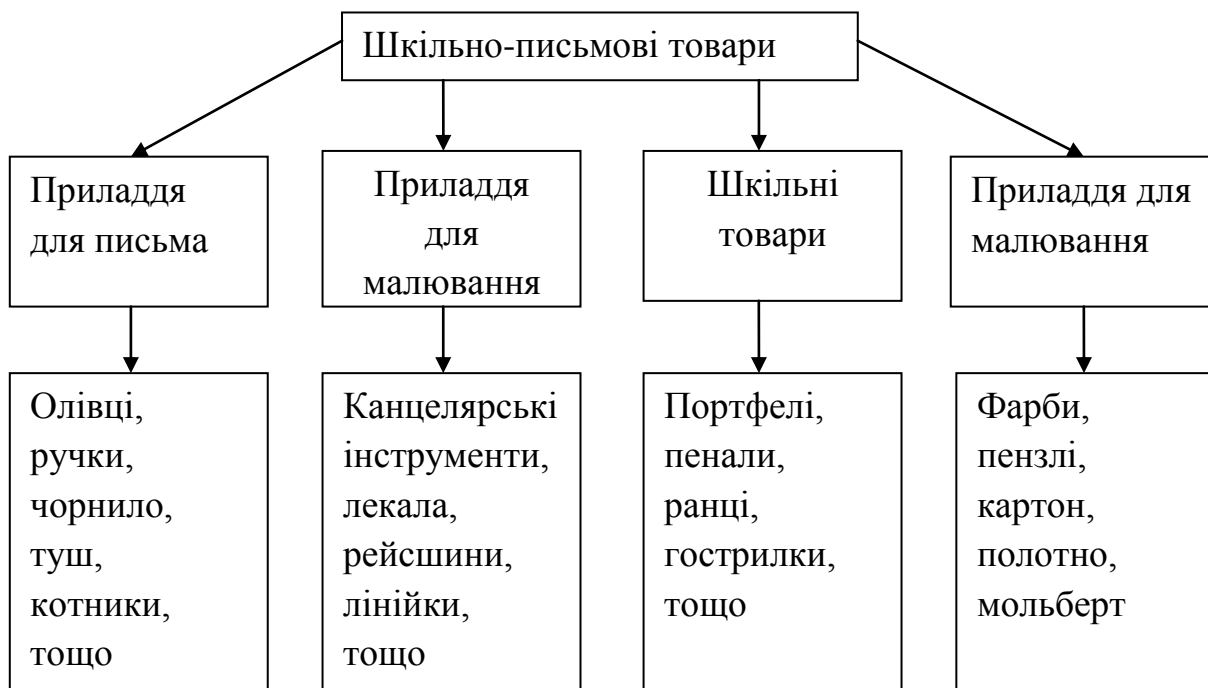 Шкільно-письмові товари
Приладдя
для письма
Приладдя
для
малювання
Шкільні
товари
Приладдя для
малювання
Олівці,
ручки,
чорнило,
туш,
котники,
тощо
Канцелярські
інструменти,
лекала,
рейсшини,
лінійки,
тощо
Портфелі,
пенали,
ранці,
гострилки,
тощо
Фарби,
пензлі,
картон,
полотно,
мольберт